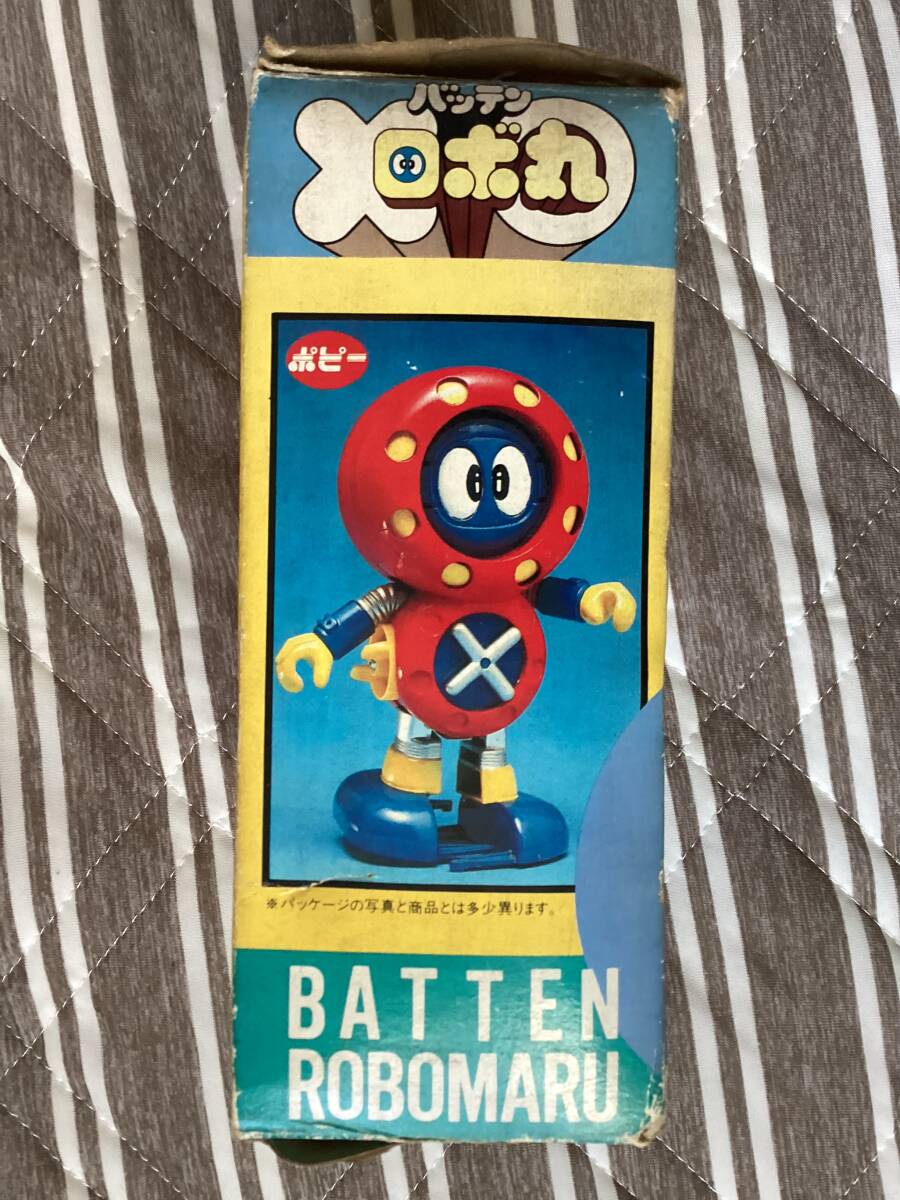 バッテン
ロボ丸
ポピー
※パッケージの写真と商品とは多少異ります。
BATTEN
ROBOMARU